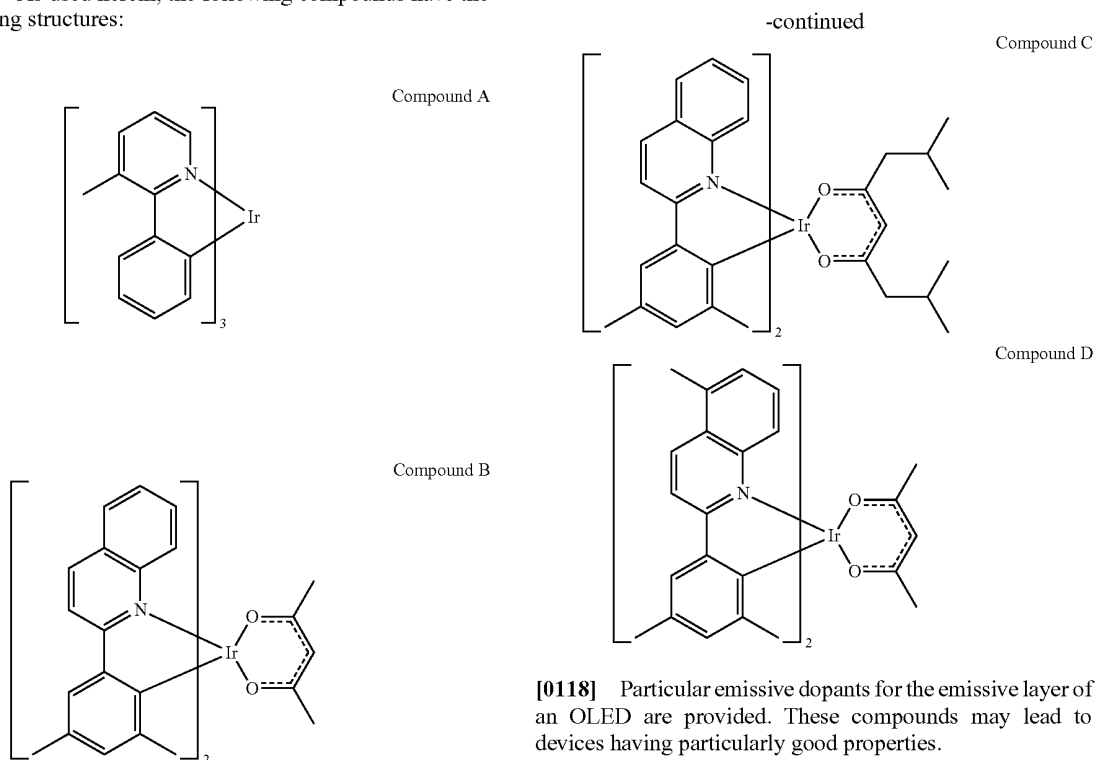 ng structures:
Compound A
N
Ir
3
Compound B
N
O
Ir
O
2
-continued
Compound C
N
O
Ir
O
2
Compound D
N
O
Ir
O
2
[0118] Particular emissive dopants for the emissive layer of
an OLED are provided. These compounds may lead to
devices having particularly good properties.